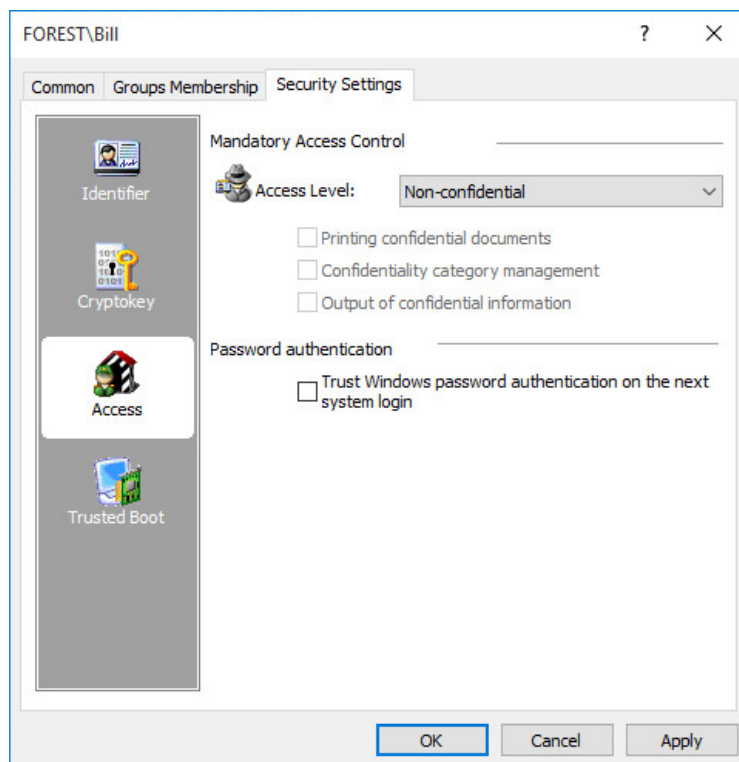 FOREST\Bill
Common Groups Membership Security Settings
Identifier
Cryptokey
Access
Trusted Boot
Mandatory Access Control
Access Level: Non-confidential
Printing confidential documents
Confidentiality category management
Output of confidential information
Password authentication
Trust Windows password authentication on the next
system login
OK Cancel Apply